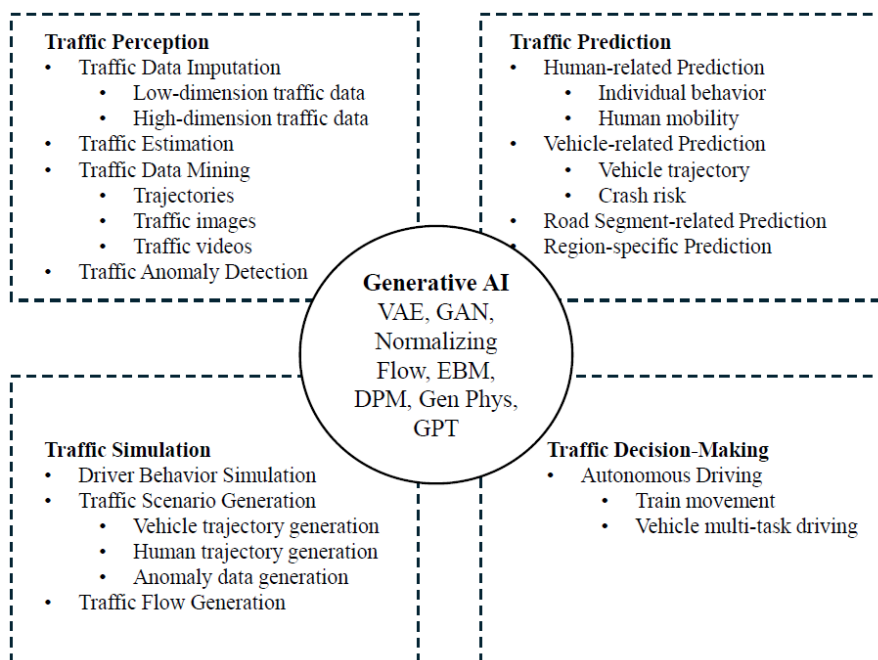 Traffic Perception
• Traffic Data Imputation
• Low-dimension traffic data
• High-dimension traffic data
• Traffic Estimation
• Traffic Data Mining
• Trajectories
• Traffic images
• Traffic videos
• Traffic Anomaly Detection
Traffic Prediction
• Human-related Prediction
• Individual behavior
• Human mobility
• Vehicle-related Prediction
• Vehicle trajectory
• Crash risk
• Road Segment-related Prediction
• Region-specific Prediction
Generative AI
VAE, GAN,
Normalizing
Flow, EBM,
DPM, Gen Phys,
GPT
Traffic Simulation
• Driver Behavior Simulation
• Traffic Scenario Generation
• Vehicle trajectory generation
• Human trajectory generation
• Anomaly data generation
• Traffic Flow Generation
Traffic Decision-Making
• Autonomous Driving
• Train movement
• Vehicle multi-task driving